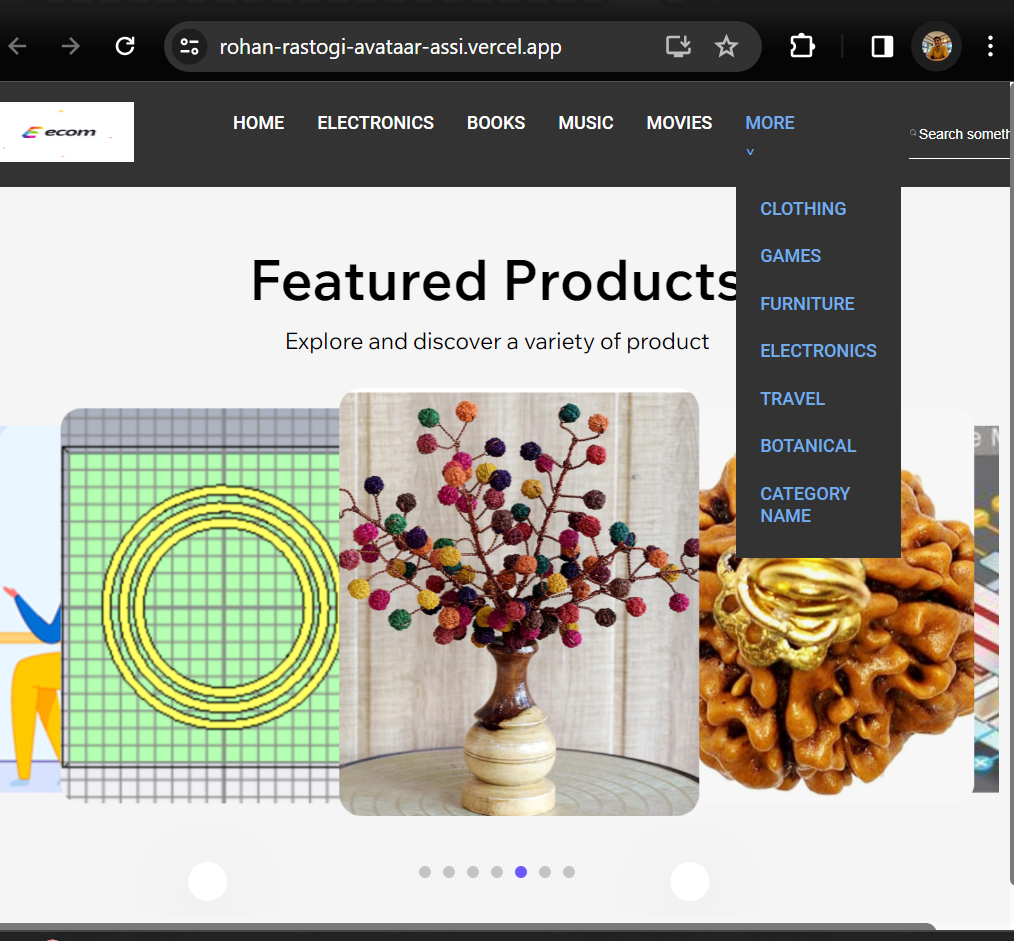 rohan-rastogi-avataar-assi.vercel.app
ecom
HOME ELECTRONICS BOOKS MUSIC MOVIES MORE
Search someth
CLOTHING
GAMES
FURNITURE
ELECTRONICS
TRAVEL
BOTANICAL
CATEGORY
NAME
Featured Products
Explore and discover a variety of product